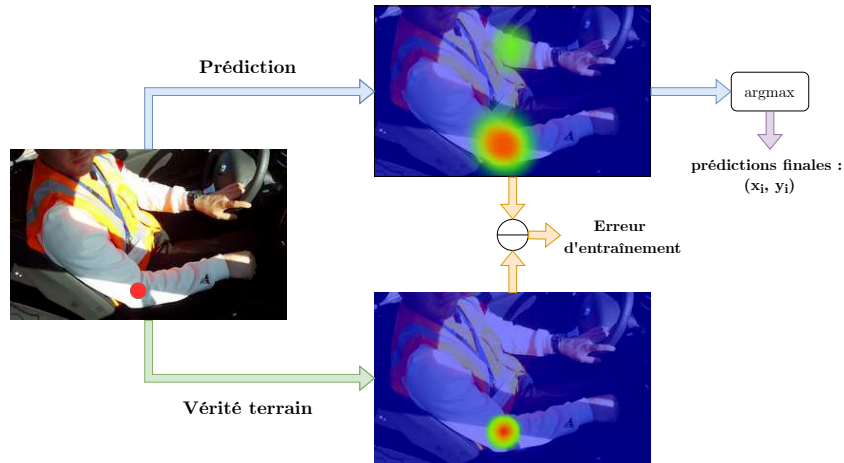 Prédiction
argmax
prédictions finales :
(xᵢ, yᵢ)
Erreur
d'entraînement
Vérité terrain